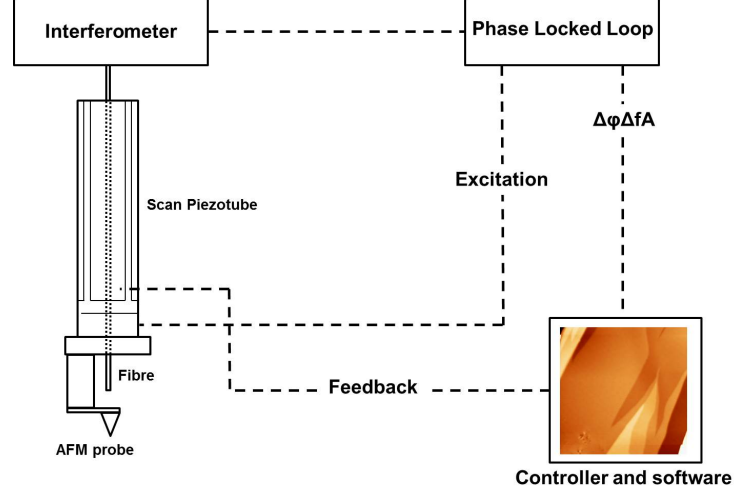 Interferometer
Phase Locked Loop
ΔφΔfA
Excitation
Scan Piezotube
Fibre
Feedback
AFM probe
Controller and software